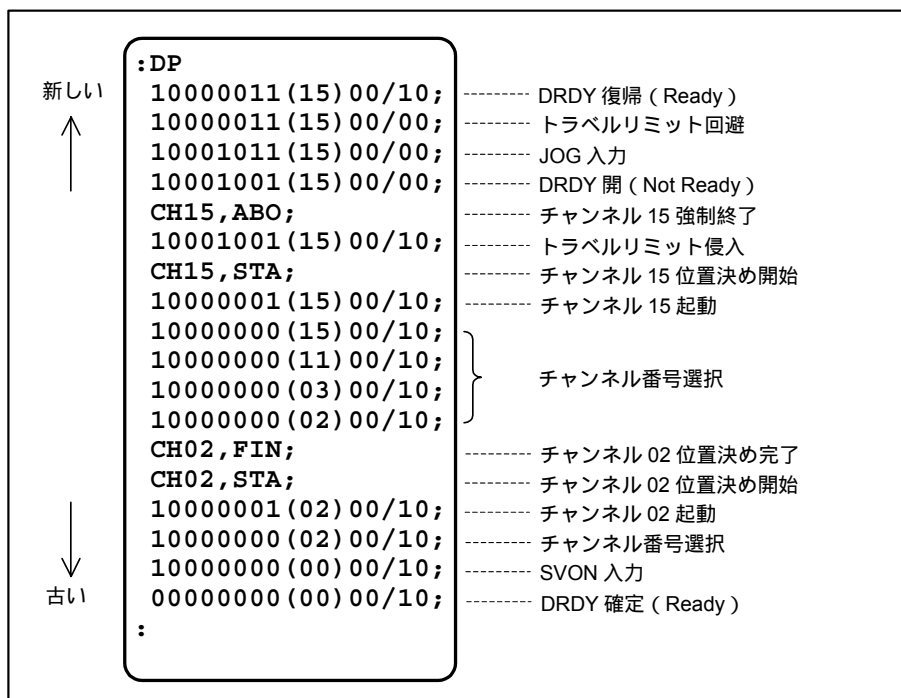 :DP
新しい
10000011(15)00/10; DRDY 復帰 ( Ready )
10000011(15)00/00; トラベルリミット回避
10001011(15)00/00; JOG 入力
10001001(15)00/00; DRDY 開 ( Not Ready )
CH15,ABO; チャンネル 15 強制終了
10001001(15)00/10; トラベルリミット侵入
CH15,STA; チャンネル 15 位置決め開始
10000001(15)00/10; チャンネル 15 起動
10000000(15)00/10;
10000000(11)00/10;
チャンネル番号選択
10000000(03)00/10;
10000000(02)00/10;
CH02,FIN; チャンネル 02 位置決め完了
CH02,STA; チャンネル 02 位置決め開始
10000001(02)00/10; チャンネル 02 起動
10000000(02)00/10; チャンネル番号選択
10000000(00)00/10; SVON 入力
古い
00000000(00)00/10; DRDY 確定 ( Ready )
: